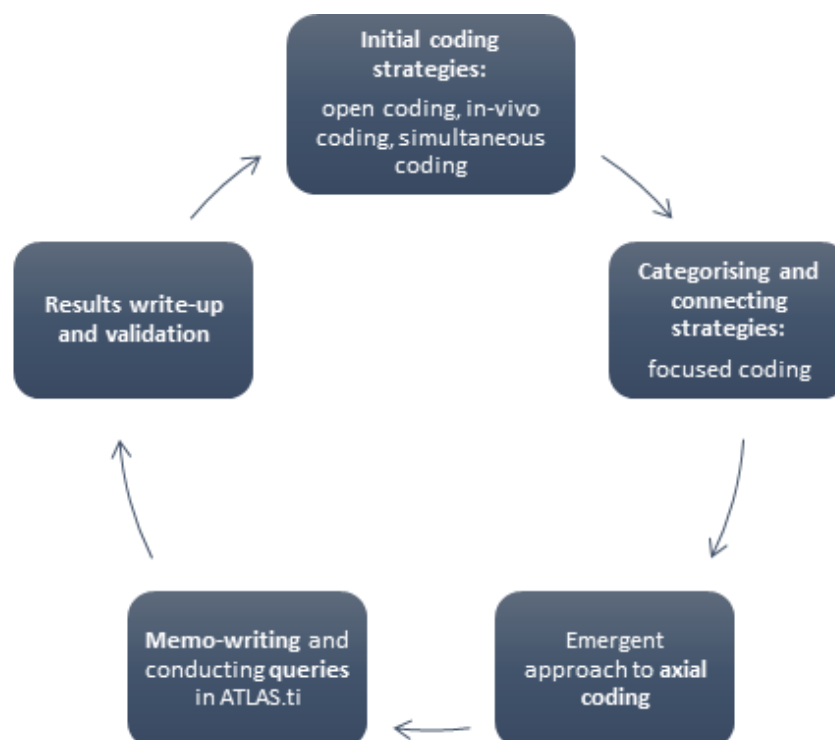 Initial coding
strategies:
open coding, in-vivo
coding, simultaneous
coding
Categorising and
connecting
strategies:
focused coding
Emergent
approach to axial
coding
Memo-writing and
conducting queries
in ATLAS.ti
Results write-up
and validation